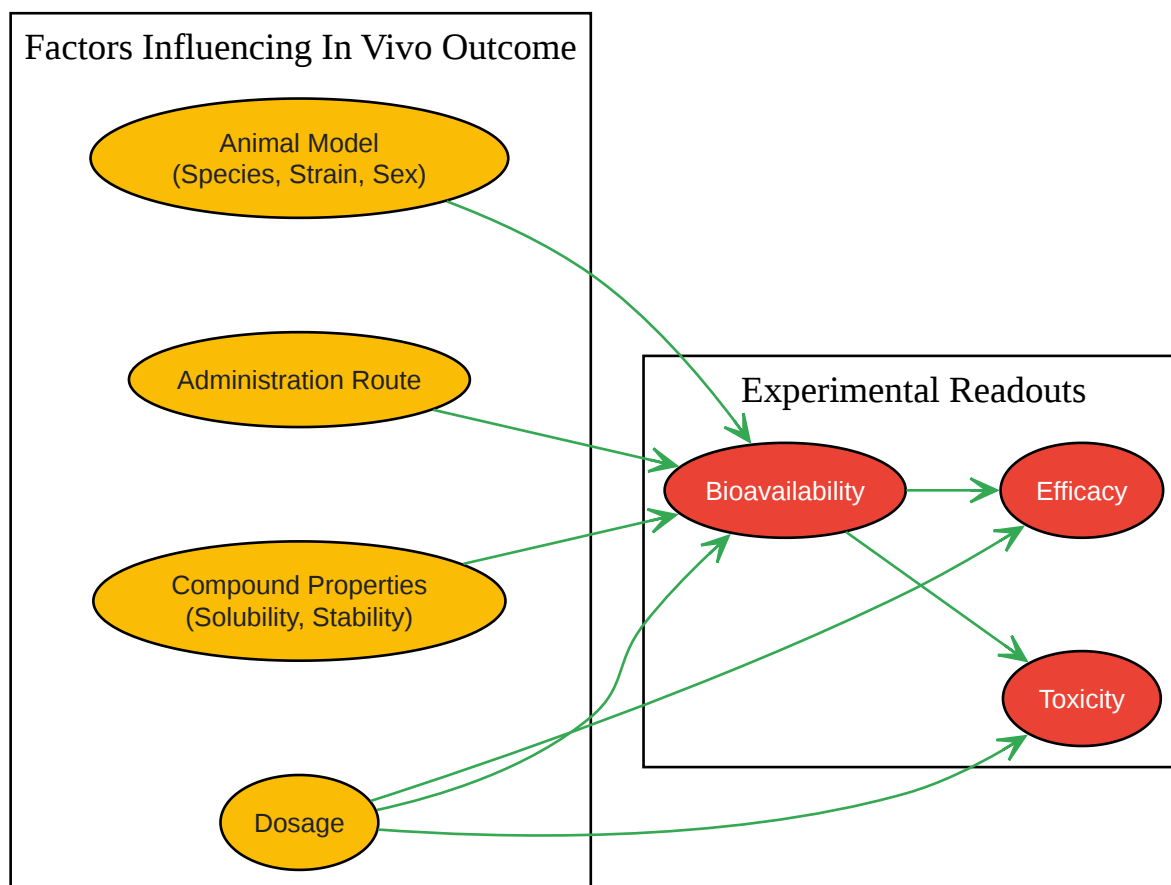 Factors Influencing In Vivo Outcome
Animal Model
(Species, Strain, Sex)
Administration Route
Compound Properties
(Solubility, Stability)
Dosage
Experimental Readouts
Bioavailability
Efficacy
Toxicity